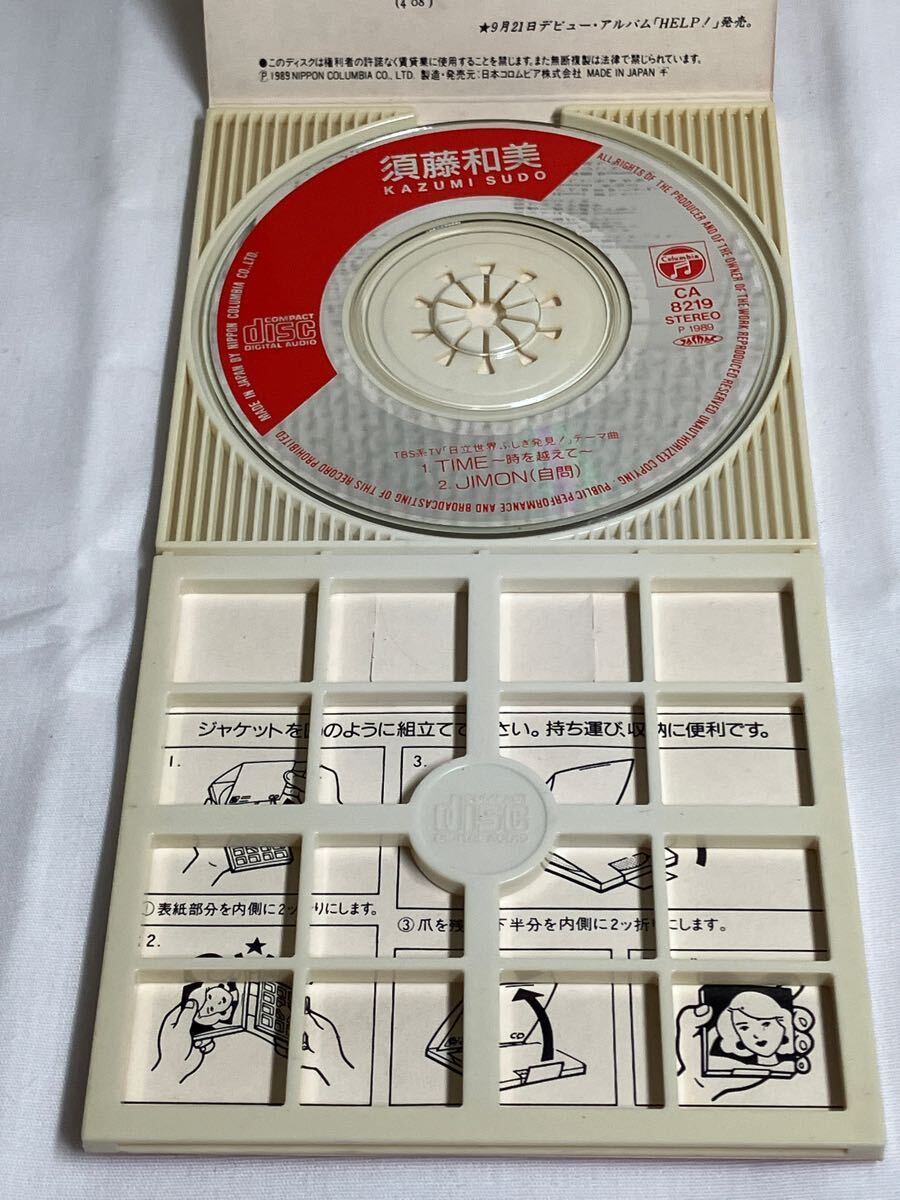 (4'08")
★9月21日デビュー・アルバム「HELP!」発売。
●このディスクは権利者の許諾なく賃貸業に使用することを禁じます。また無断複製は法律で禁じられています。
Ⓟ1989 NIPPON COLUMBIA CO., LTD. 製造・発売元:日本コロムビア株式会社 MADE IN JAPAN
須藤和美
KAZUMI SUDO
ALL RIGHTS OF THE PRODUCER AND OF THE OWNER OF THE WORK REPRODUCED RESERVED UNAUTHORIZED COPYING · PUBLIC PERFORMANCE AND BROADCASTING OF THIS RECORD PROHIBITED
MADE IN JAPAN BY NIPPON COLUMBIA CO., LTD.
Columbia
CA
8219
STEREO
P 1989
COMPACT
disc
DIGITAL AUDIO
TBS系TV「日立世界ふしぎ発見!」テーマ曲
1. TIME〜時を越えて〜
2. JIMON(自問)
ジャケットを のように組立て さい。持ち運び、収納に便利です。
1.
3.
disc
①表紙部分を内側に2ッ折りにします。
③爪を残 下半分を内側に2ッ折りにします。
2.
CD